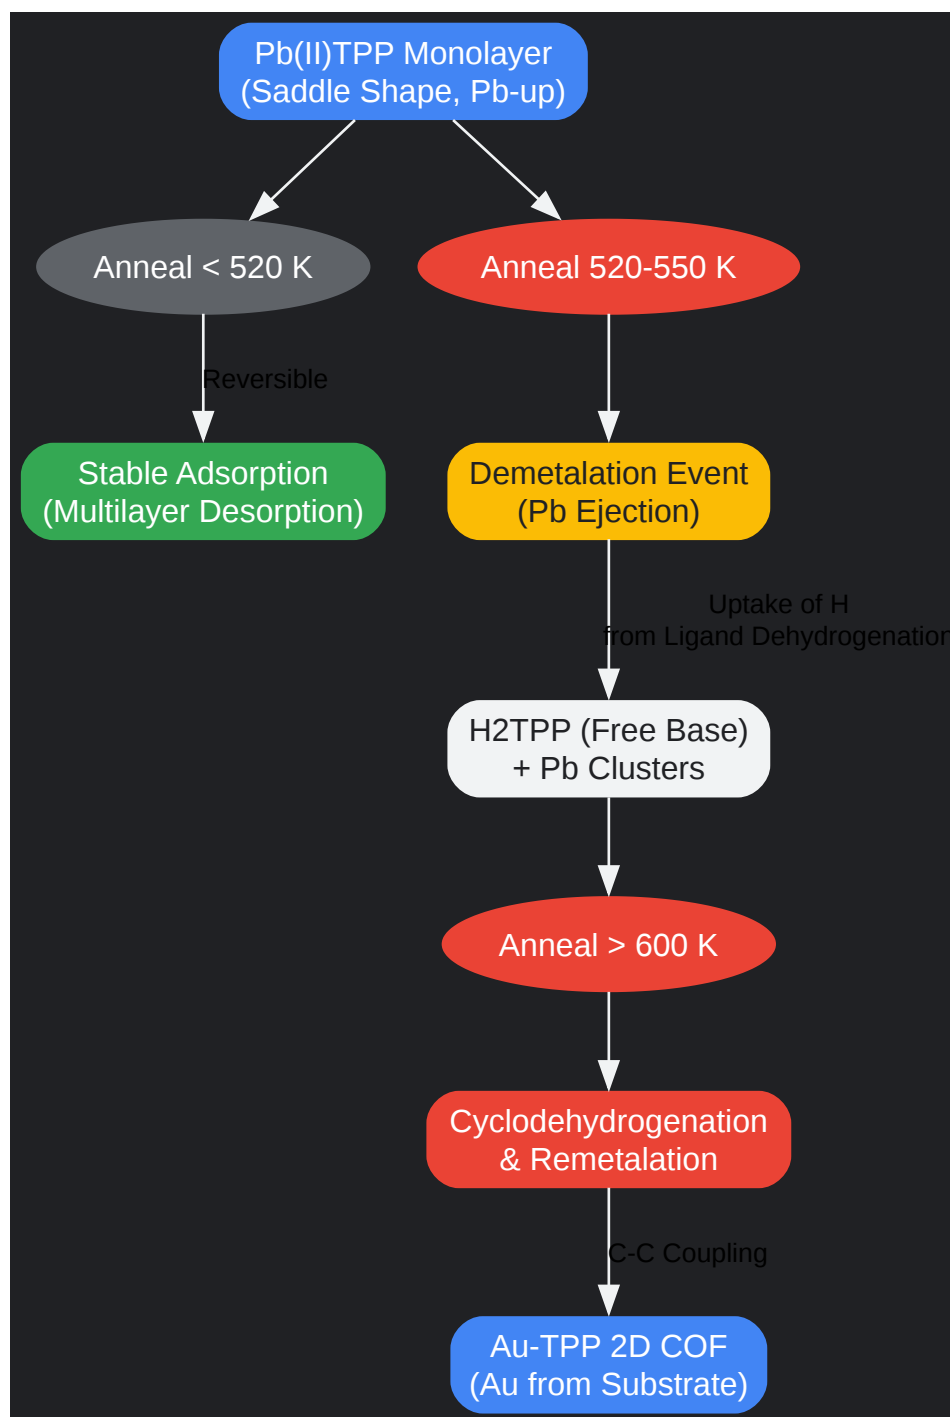 Pb(II)TPP Monolayer
(Saddle Shape, Pb-up)
Anneal < 520 K
Anneal 520-550 K
Reversible
Stable Adsorption
(Multilayer Desorption)
Demetalation Event
(Pb Ejection)
Uptake of H
from Ligand Dehydrogenation
H2TPP (Free Base)
+ Pb Clusters
Anneal > 600 K
Cyclodehydrogenation
& Remetalation
C-C Coupling
Au-TPP 2D COF
(Au from Substrate)